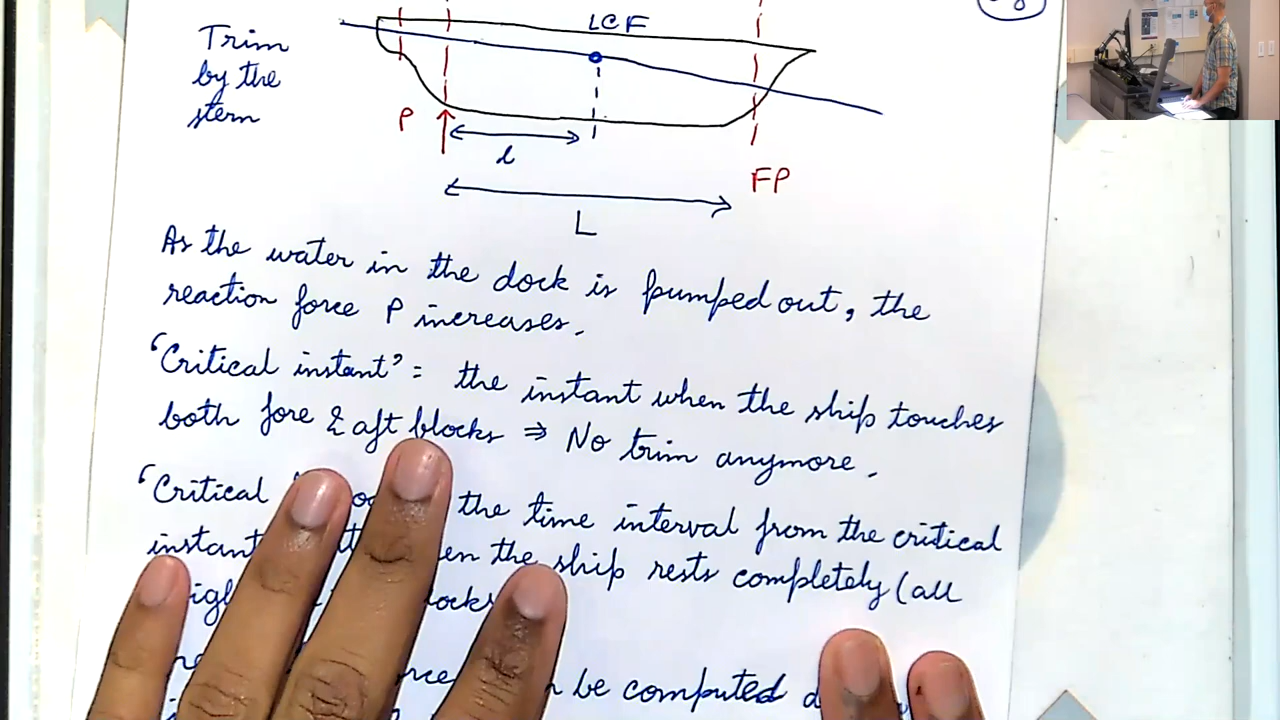 LCF
Trim
by the
stern
P
l
FP
L
As the water in the dock is pumped out, the
reaction force P increases.
'Critical instant' = the instant when the ship touches
both fore & aft blocks ⇒ No trim anymore.
'Critical the time interval from the critical
instant the ship rests completely (all
be computed